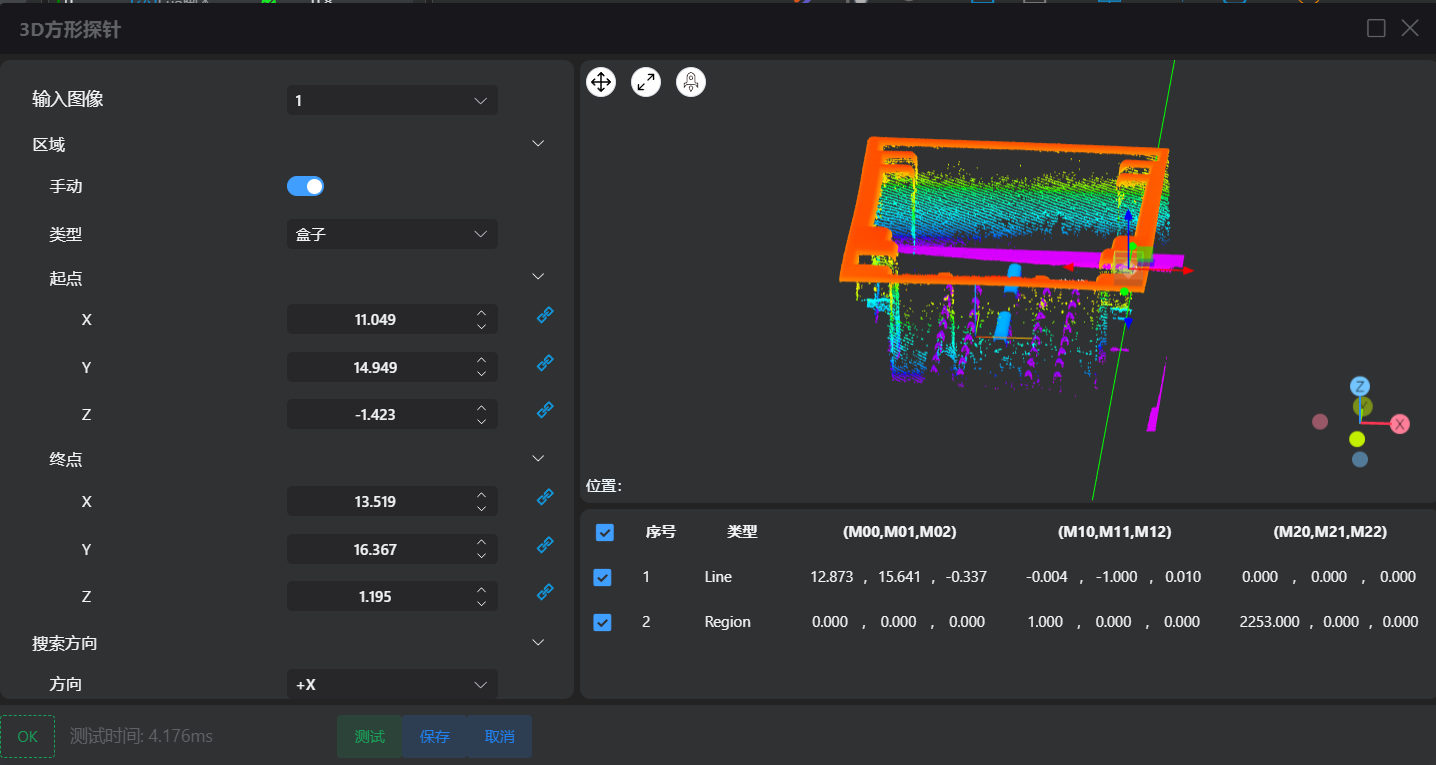 3D方形探针
输入图像 1
区域
手动
类型 盒子
起点
X 11.049
Y 14.949
Z -1.423
终点
X 13.519
Y 16.367
Z 1.195
搜索方向
方向 +X
Z
X
位置:
序号 类型 (M00,M01,M02) (M10,M11,M12) (M20,M21,M22)
1 Line 12.873 , 15.641 , -0.337 -0.004 , -1.000 , 0.010 0.000 , 0.000 , 0.000
2 Region 0.000 , 0.000 , 0.000 1.000 , 0.000 , 0.000 2253.000 , 0.000 , 0.000
OK 测试时间: 4.176ms 测试 保存 取消